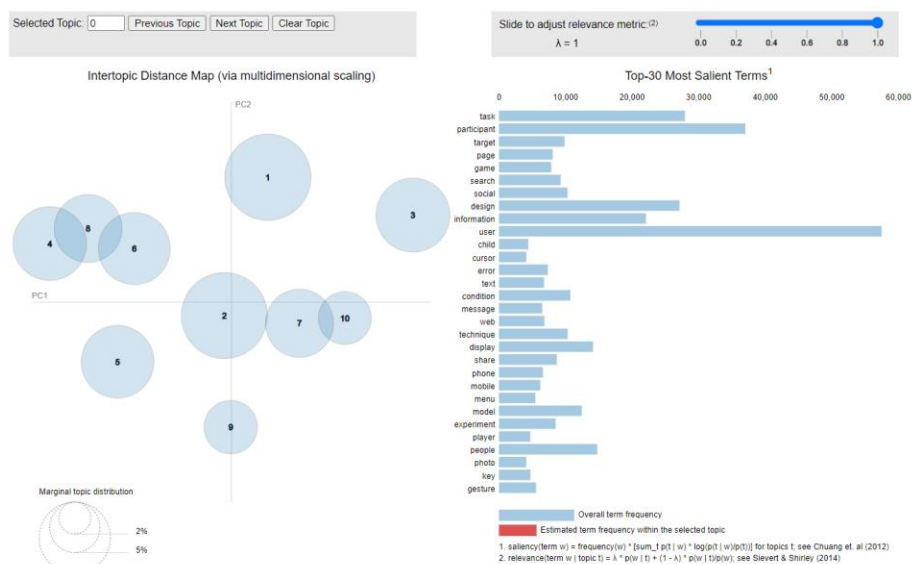 Selected Topic: 0 Previous Topic Next Topic Clear Topic
Slide to adjust relevance metric:(2)
λ = 1
0.0 0.2 0.4 0.6 0.8 1.0
Intertopic Distance Map (via multidimensional scaling)
PC2
PC1
1
3
8
4
6
2
7
10
5
9
Marginal topic distribution
2%
5%
Top-30 Most Salient Terms1
0 10,000 20,000 30,000 40,000 50,000 60,000
task
participant
target
page
game
search
social
design
information
user
child
cursor
error
text
condition
message
web
technique
display
share
phone
mobile
menu
model
experiment
player
people
photo
key
gesture
Overall term frequency
Estimated term frequency within the selected topic
1. saliency(term w) = frequency(w) * [sum_t p(t | w) * log(p(t | w)/p(t))] for topics t; see Chuang et. al (2012)
2. relevance(term w | topic t) = λ * p(w | t) + (1 - λ) * p(w | t)/p(w); see Sievert & Shirley (2014)